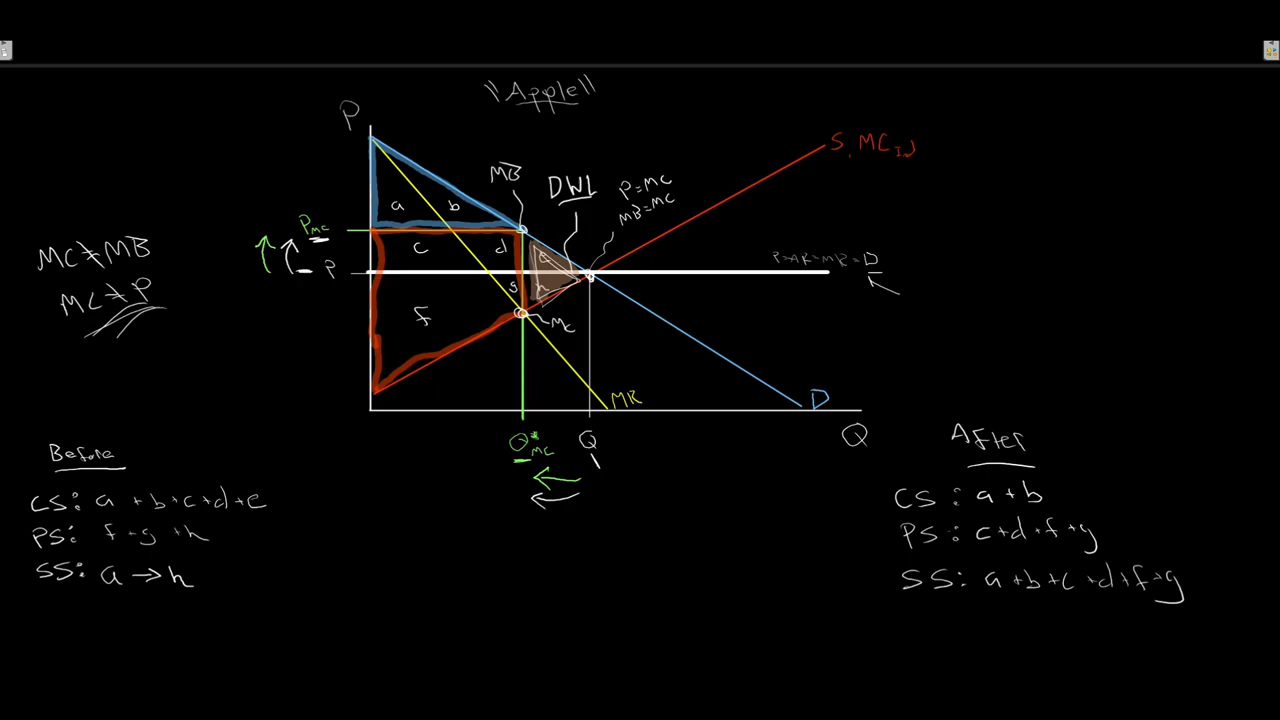 "Apple"
P
S, MC
MB
DWL
P=MC
MB=MC
P_MC
a
b
c
d
e
MC≠MB
P
P=AR=MR=D
MC≠P
g
h
f
MC
MR
D
Q*_MC
Q
Q
Before
After
CS: a+b+c+d+e
CS: a+b
PS: f+g+h
PS: c+d+f+g
SS: a→h
SS: a+b+c+d+f+g